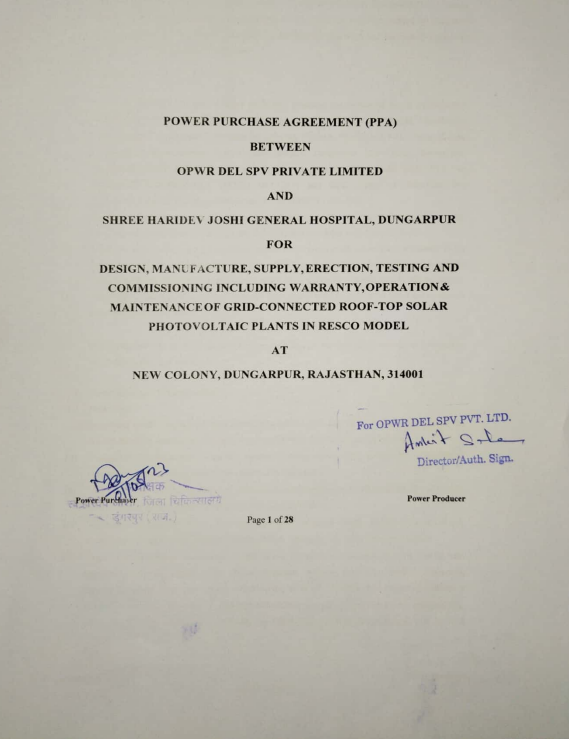 POWER PURCHASE AGREEMENT (PPA)
BETWEEN
OPWR DEL SPV PRIVATE LIMITED
AND
SHREE HARIDEV JOSHI GENERAL HOSPITAL, DUNGARPUR
FOR
DESIGN, MANUFACTURE, SUPPLY, ERECTION, TESTING AND
COMMISSIONING INCLUDING WARRANTY, OPERATION &
MAINTENANCE OF GRID-CONNECTED ROOF-TOP SOLAR
PHOTOVOLTAIC PLANTS IN RESCO MODEL
AT
NEW COLONY, DUNGARPUR, RAJASTHAN, 314001
For OPWR DEL SPV PVT. LTD.
Ankit
Director/Auth. Sign.
Power Purchaser
जिला चिकित्सालय
डूंगरपुर (राज.)
Power Producer
Page 1 of 28